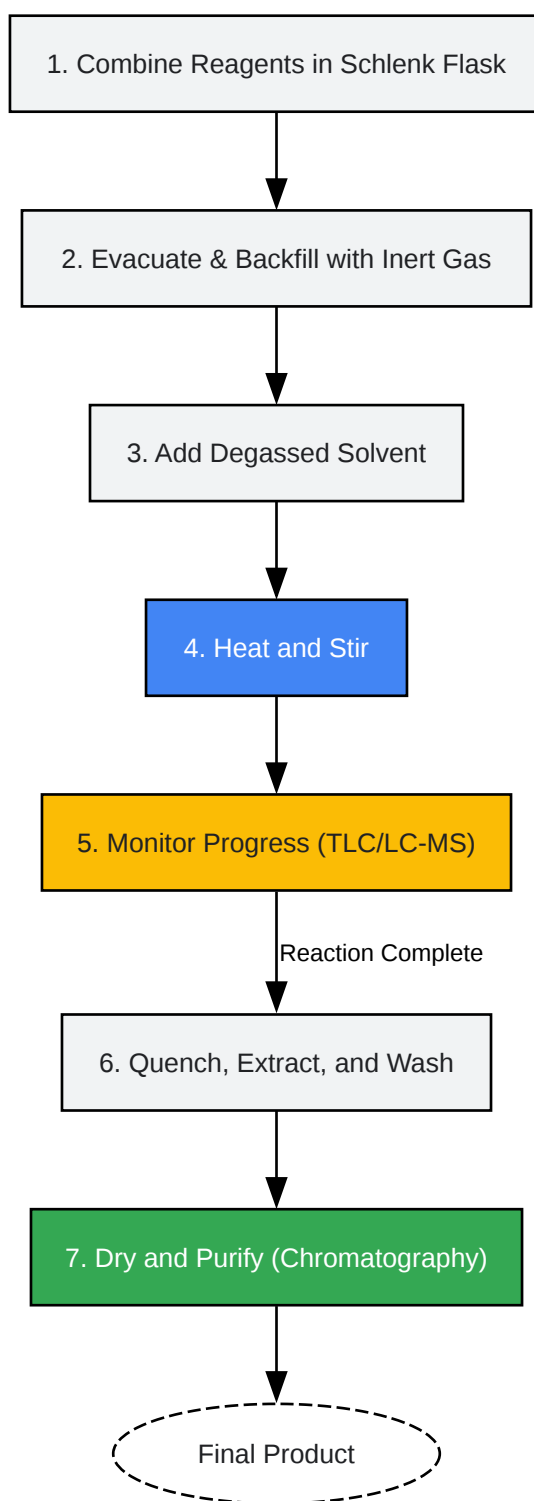 1. Combine Reagents in Schlenk Flask
2. Evacuate & Backfill with Inert Gas
3. Add Degassed Solvent
4. Heat and Stir
5. Monitor Progress (TLC/LC-MS)
Reaction Complete
6. Quench, Extract, and Wash
7. Dry and Purify (Chromatography)
Final Product